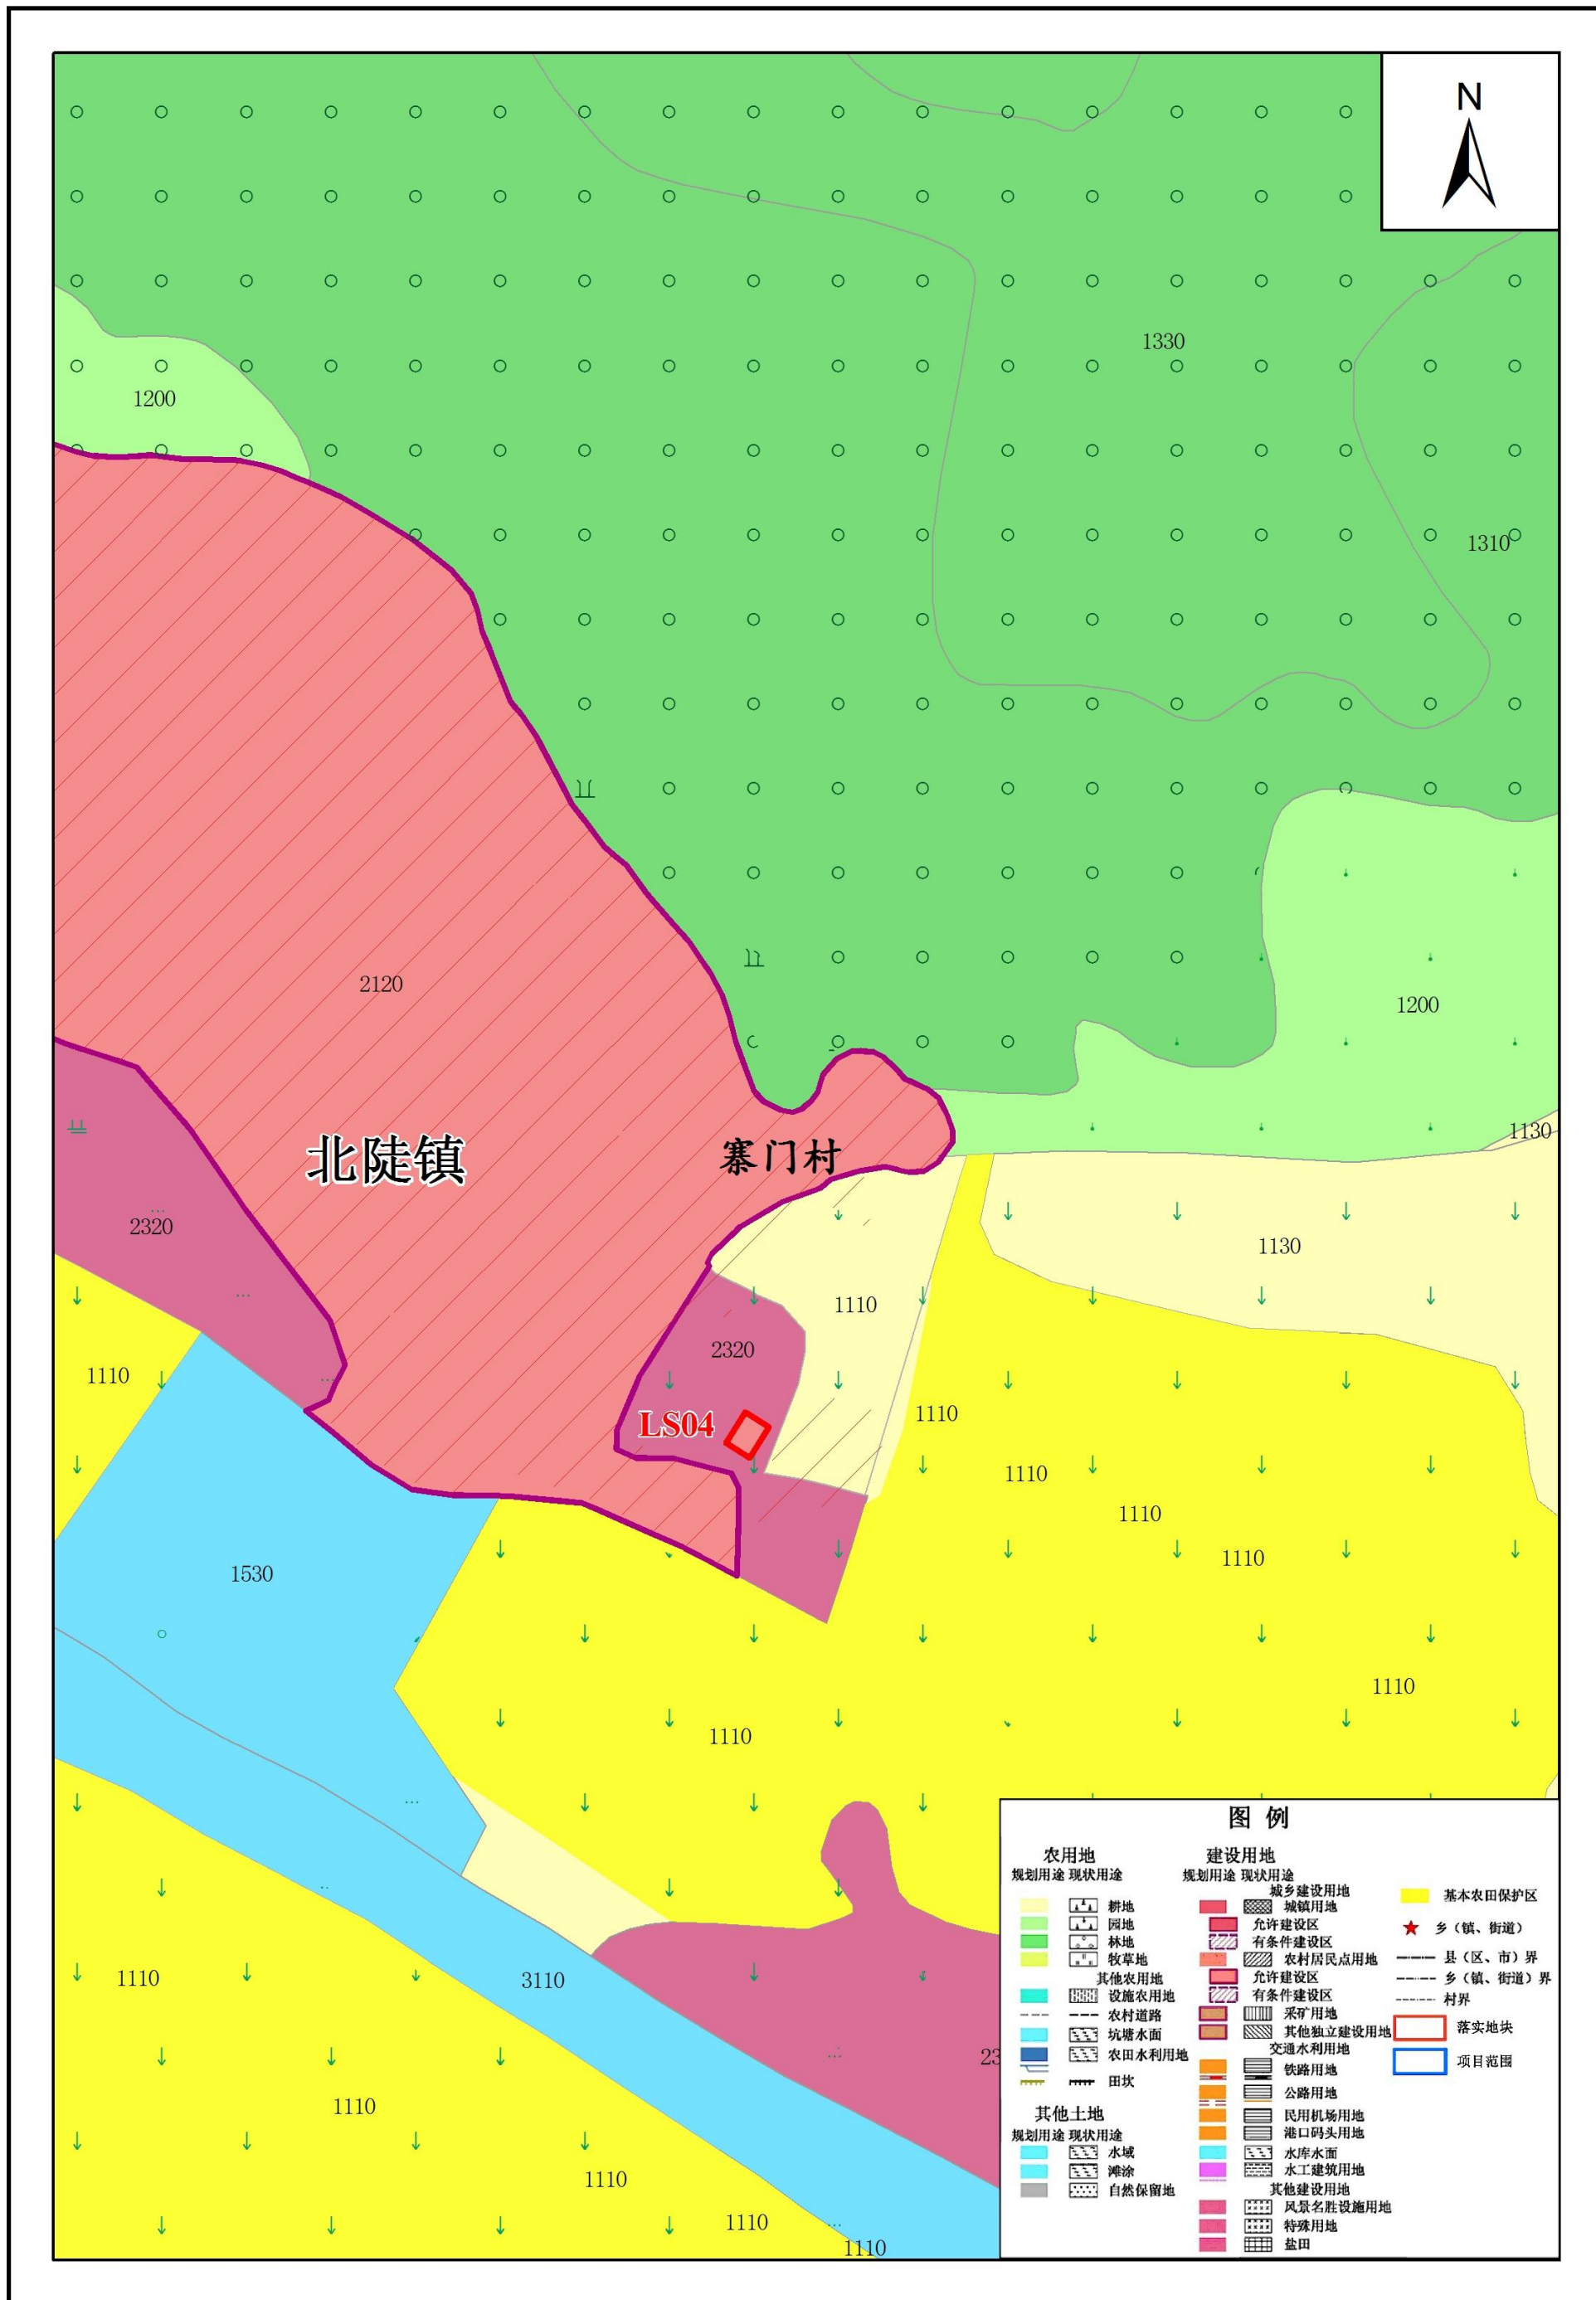 N
1330
1200
1310
2120
1200
1130
北陡镇
寨门村
2320
1130
1110
2320
1110
LS04
1110
1110
1110
1110
1530
1110
1110
1110
3110
23
1110
1110
1110
1110
图 例
农用地
规划用途 现状用途
耕地
园地
林地
牧草地
其他农用地
设施农用地
农村道路
坑塘水面
农田水利用地
田坎
其他土地
规划用途 现状用途
水域
滩涂
自然保留地
建设用地
规划用途 现状用途
城乡建设用地
城镇用地
允许建设区
有条件建设区
农村居民点用地
允许建设区
有条件建设区
采矿用地
其他独立建设用地
交通水利用地
铁路用地
公路用地
民用机场用地
港口码头用地
水库水面
水工建筑用地
其他建设用地
风景名胜设施用地
特殊用地
盐田
基本农田保护区
乡（镇、街道）
县（区、市）界
乡（镇、街道）界
村界
落实地块
项目范围